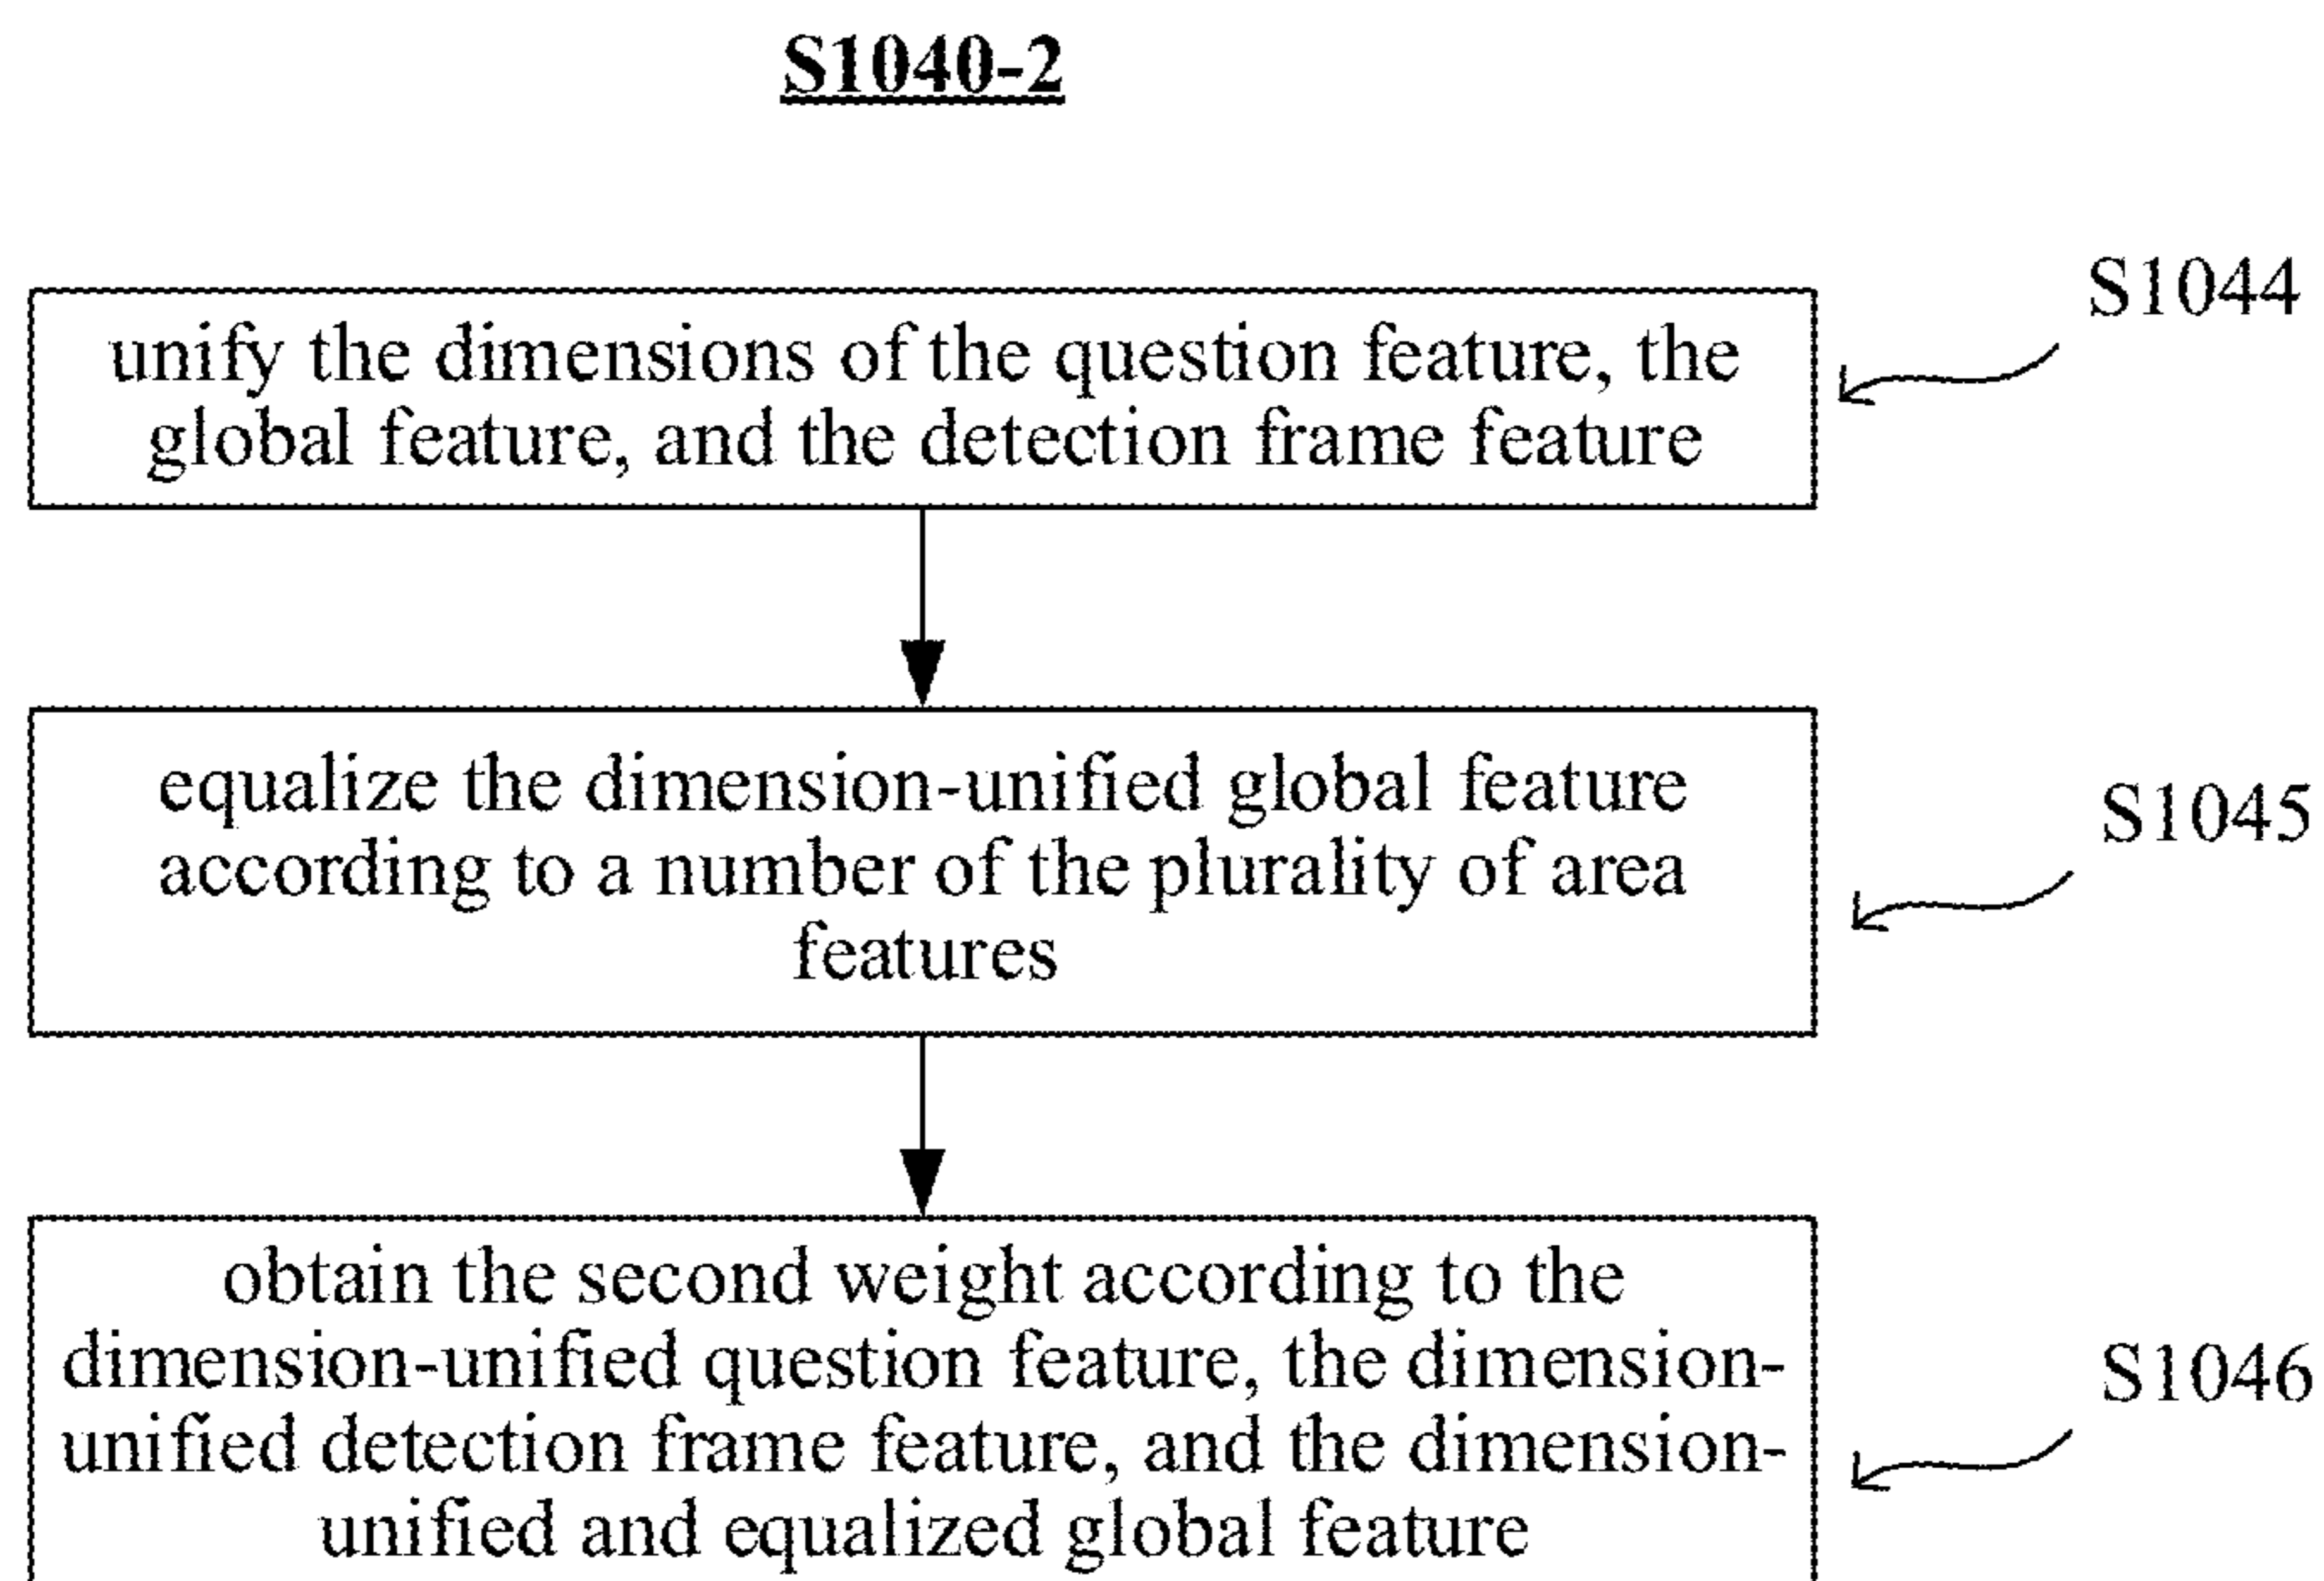 S1040-2
S1044
unify the dimensions of the question feature, the
global feature, and the detection frame feature
equalize the dimension-unified global feature
according to a number of the plurality of area
features
S1045
obtain the second weight according to the
dimension-unified question feature, the dimension-
unified detection frame feature, and the dimension-
unified and equalized global feature
S1046